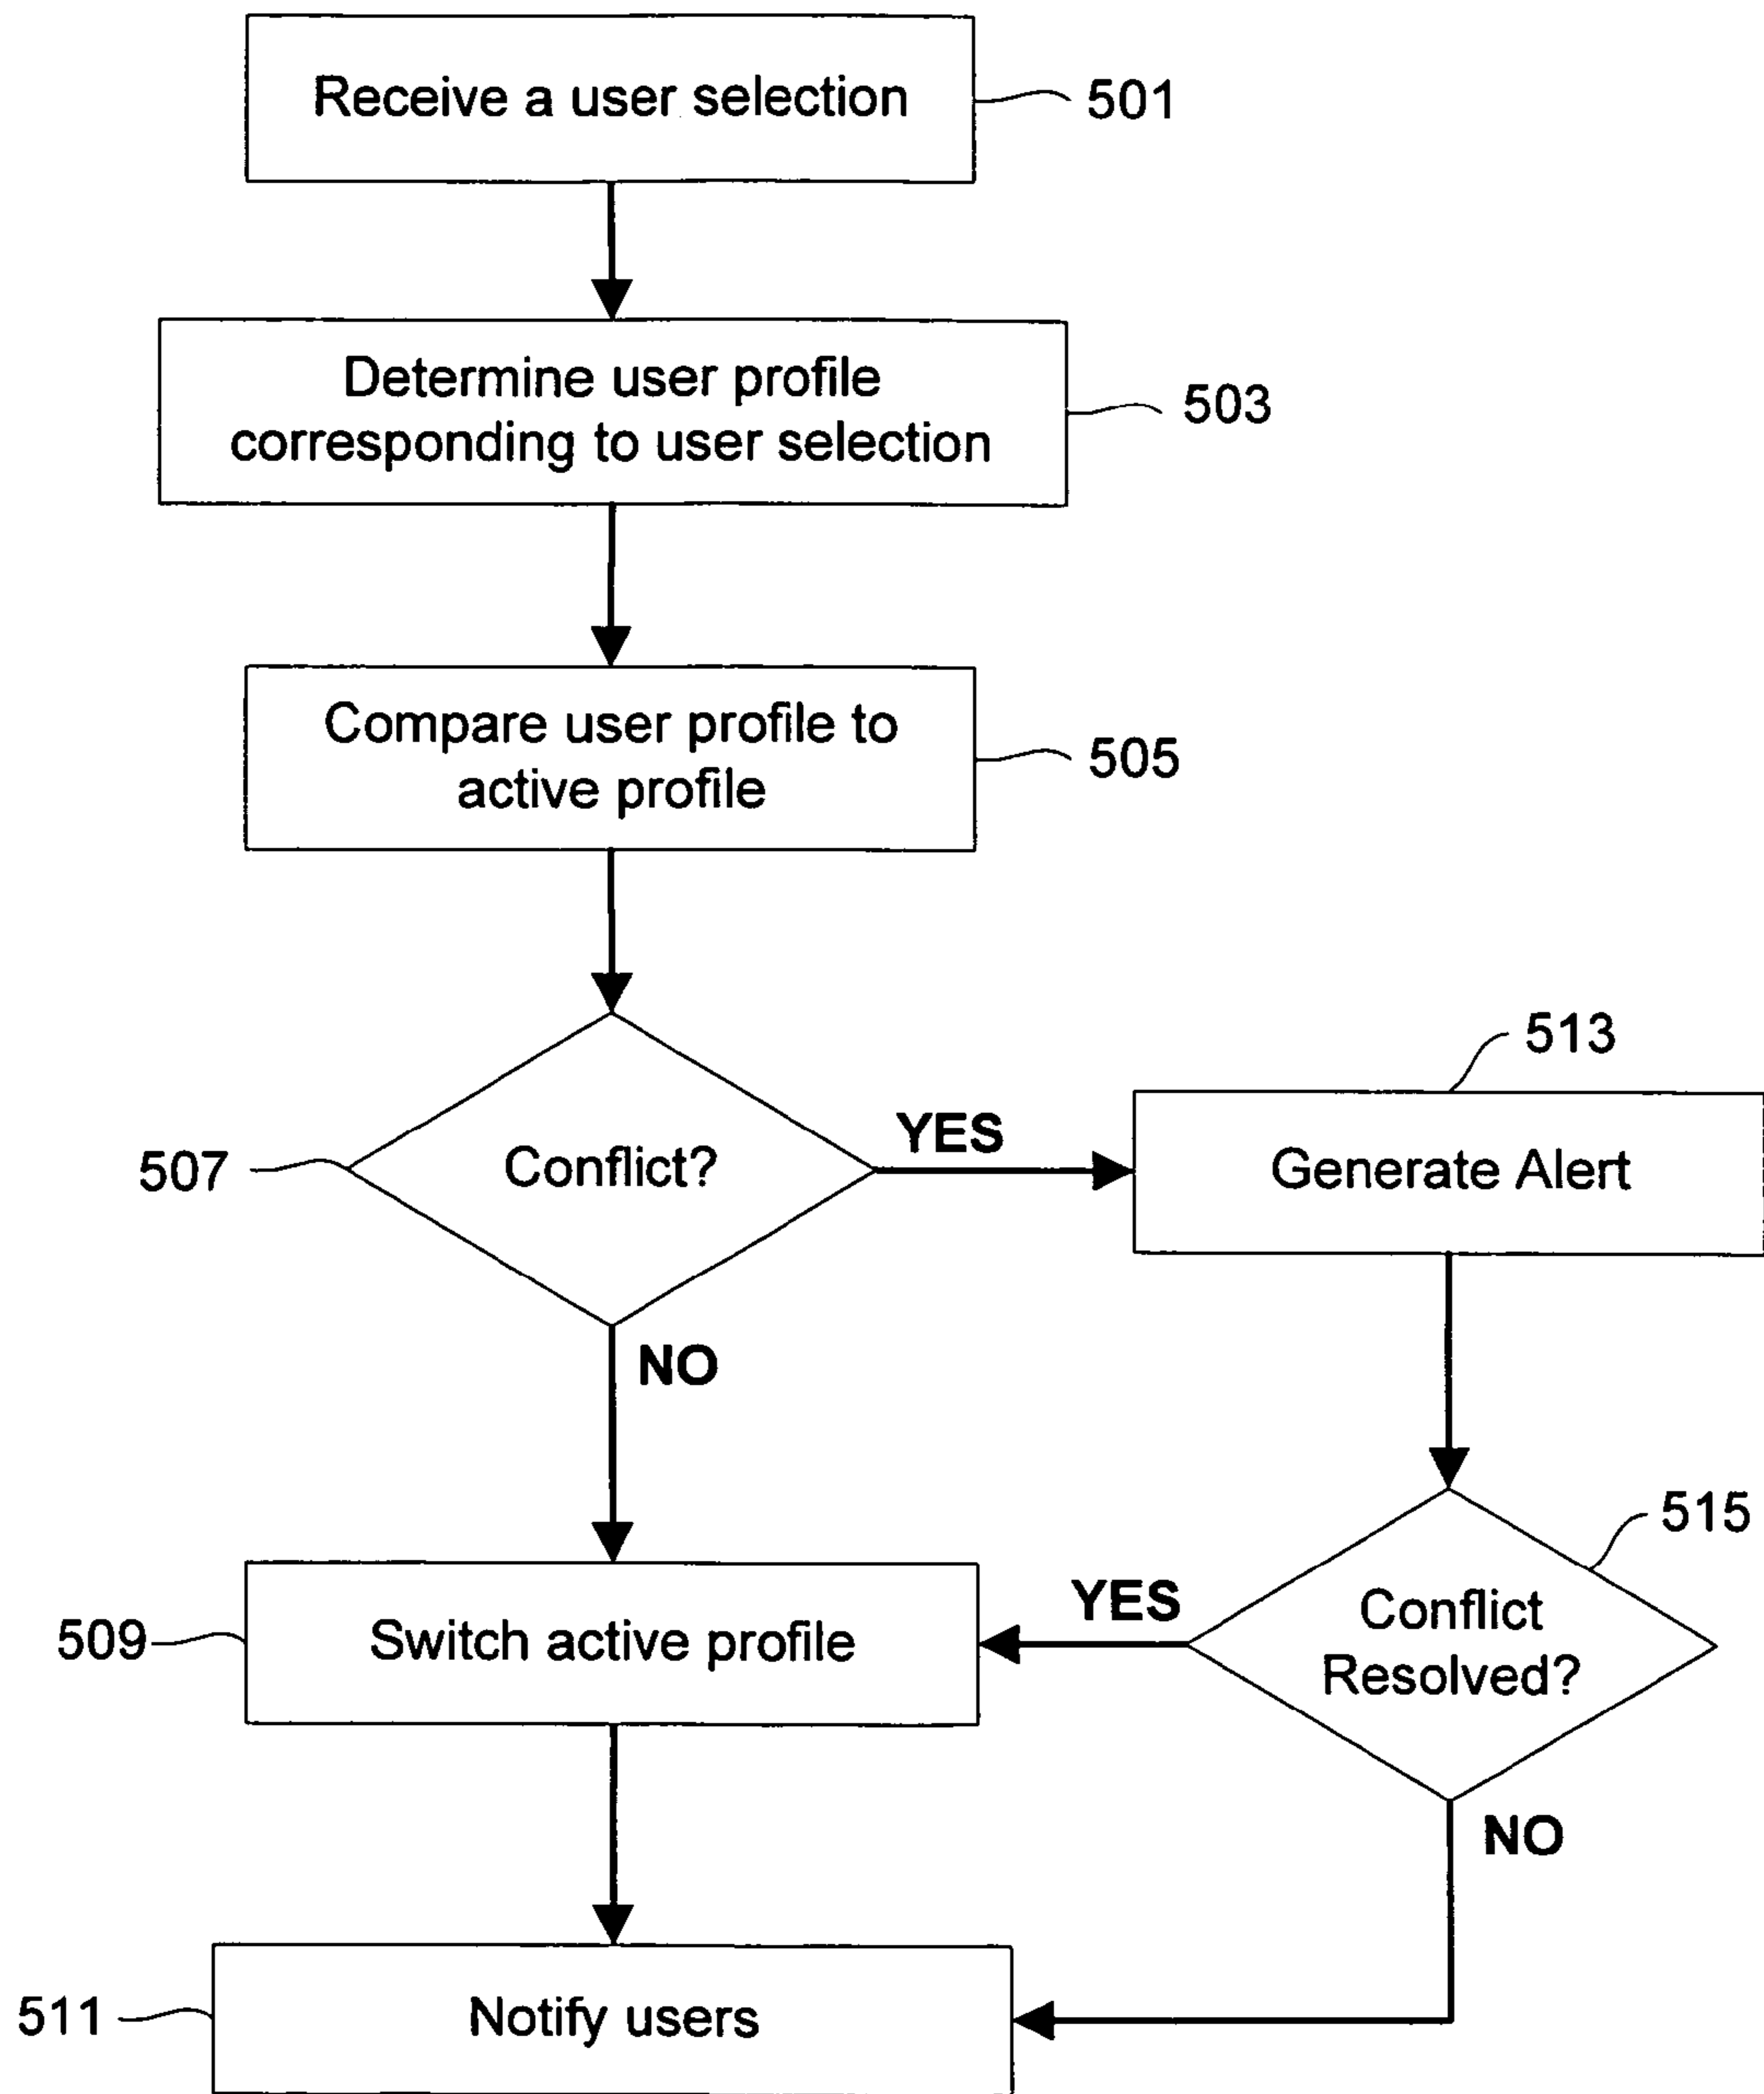 Receive a user selection
501
Determine user profile
corresponding to user selection
503
Compare user profile to
active profile
505
513
507
Conflict?
YES
Generate Alert
NO
515
509
Switch active profile
YES
Conflict
Resolved?
NO
511
Notify users